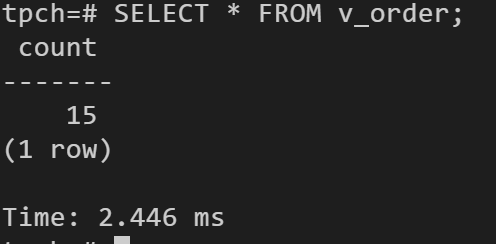 tpch=# SELECT * FROM v_order;
 count
-------
    15
(1 row)

Time: 2.446 ms